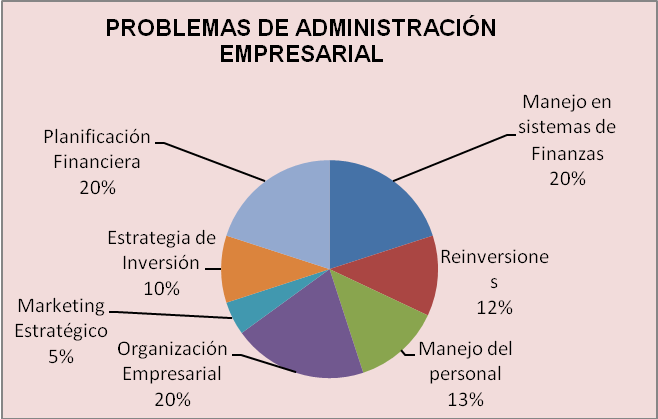 PROBLEMAS DE ADMINISTRACIÓN
EMPRESARIAL
Manejo en
sistemas de
Finanzas
20%
Reinversione
s
12%
Manejo del
personal
13%
Organización
Empresarial
20%
Marketing
Estratégico
5%
Estrategia de
Inversión
10%
Planificación
Financiera
20%